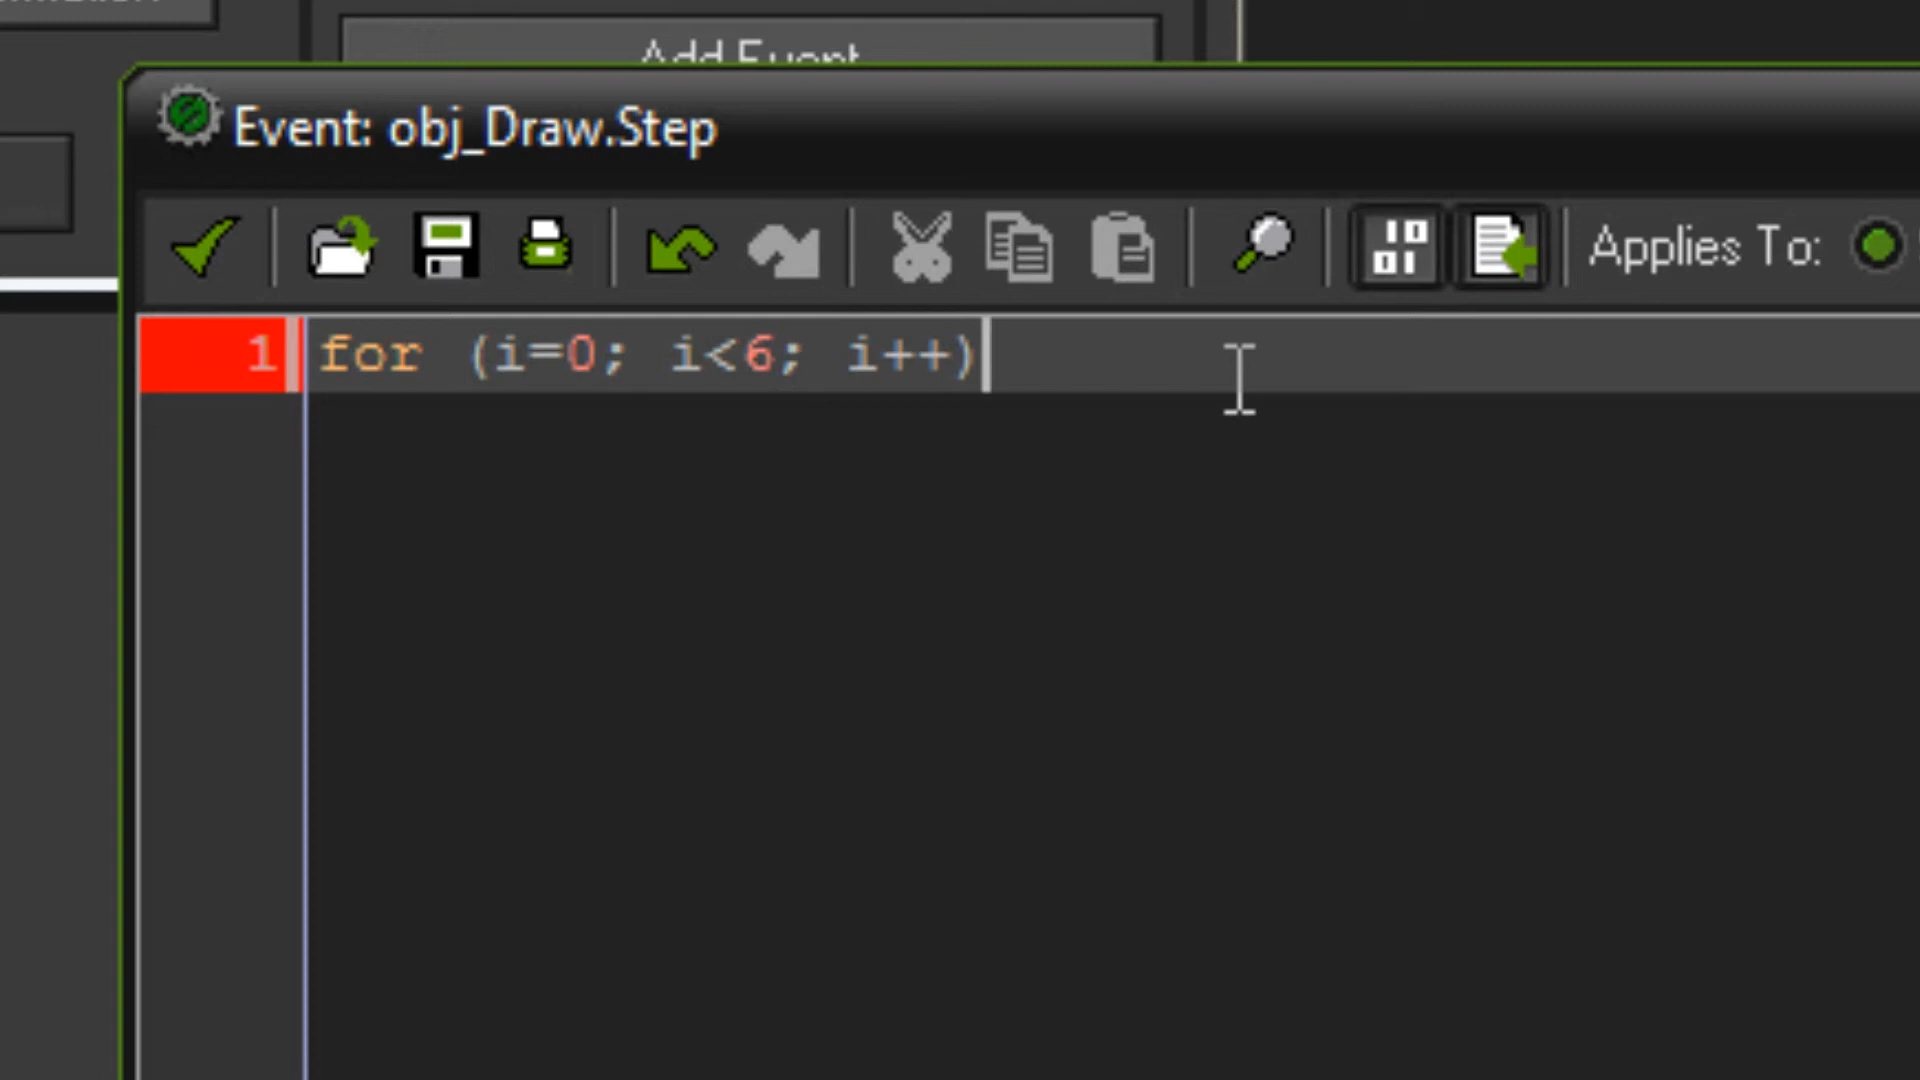 Add Event
Event: obj_Draw.Step
Applies To:
1 for (i=0; i<6; i++)